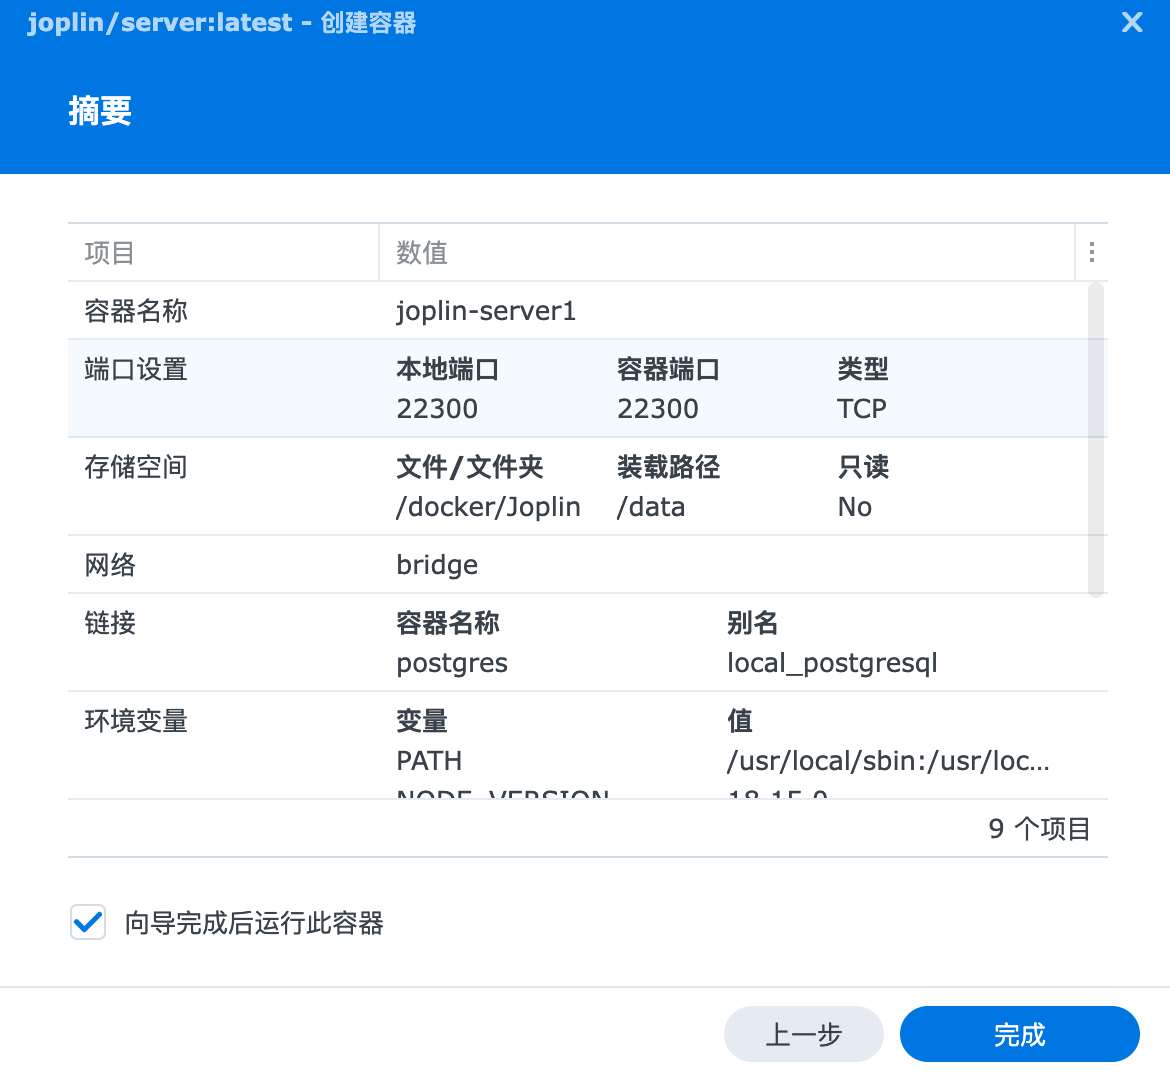 joplin/server:latest - 创建容器
摘要
项目 数值
容器名称 joplin-server1
端口设置 本地端口 容器端口 类型
22300 22300 TCP
存储空间 文件/文件夹 装载路径 只读
/docker/Joplin /data No
网络 bridge
链接 容器名称 别名
postgres local_postgresql
环境变量 变量 值
PATH /usr/local/sbin:/usr/loc...
NODE_VERSION 18.15.0
9 个项目
向导完成后运行此容器
上一步 完成